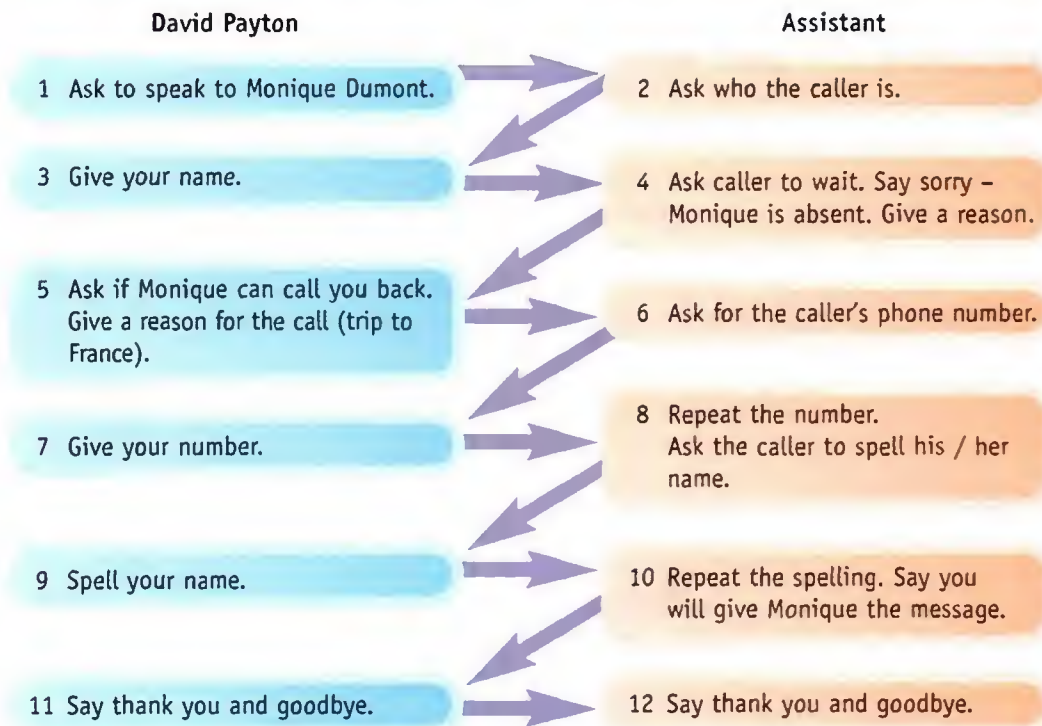 David Payton
Assistant
1 Ask to speak to Monique Dumont.
2 Ask who the caller is.
3 Give your name.
4 Ask caller to wait. Say sorry –
Monique is absent. Give a reason.
5 Ask if Monique can call you back.
Give a reason for the call (trip to
France).
6 Ask for the caller's phone number.
7 Give your number.
8 Repeat the number.
Ask the caller to spell his / her
name.
9 Spell your name.
10 Repeat the spelling. Say you
will give Monique the message.
11 Say thank you and goodbye.
12 Say thank you and goodbye.